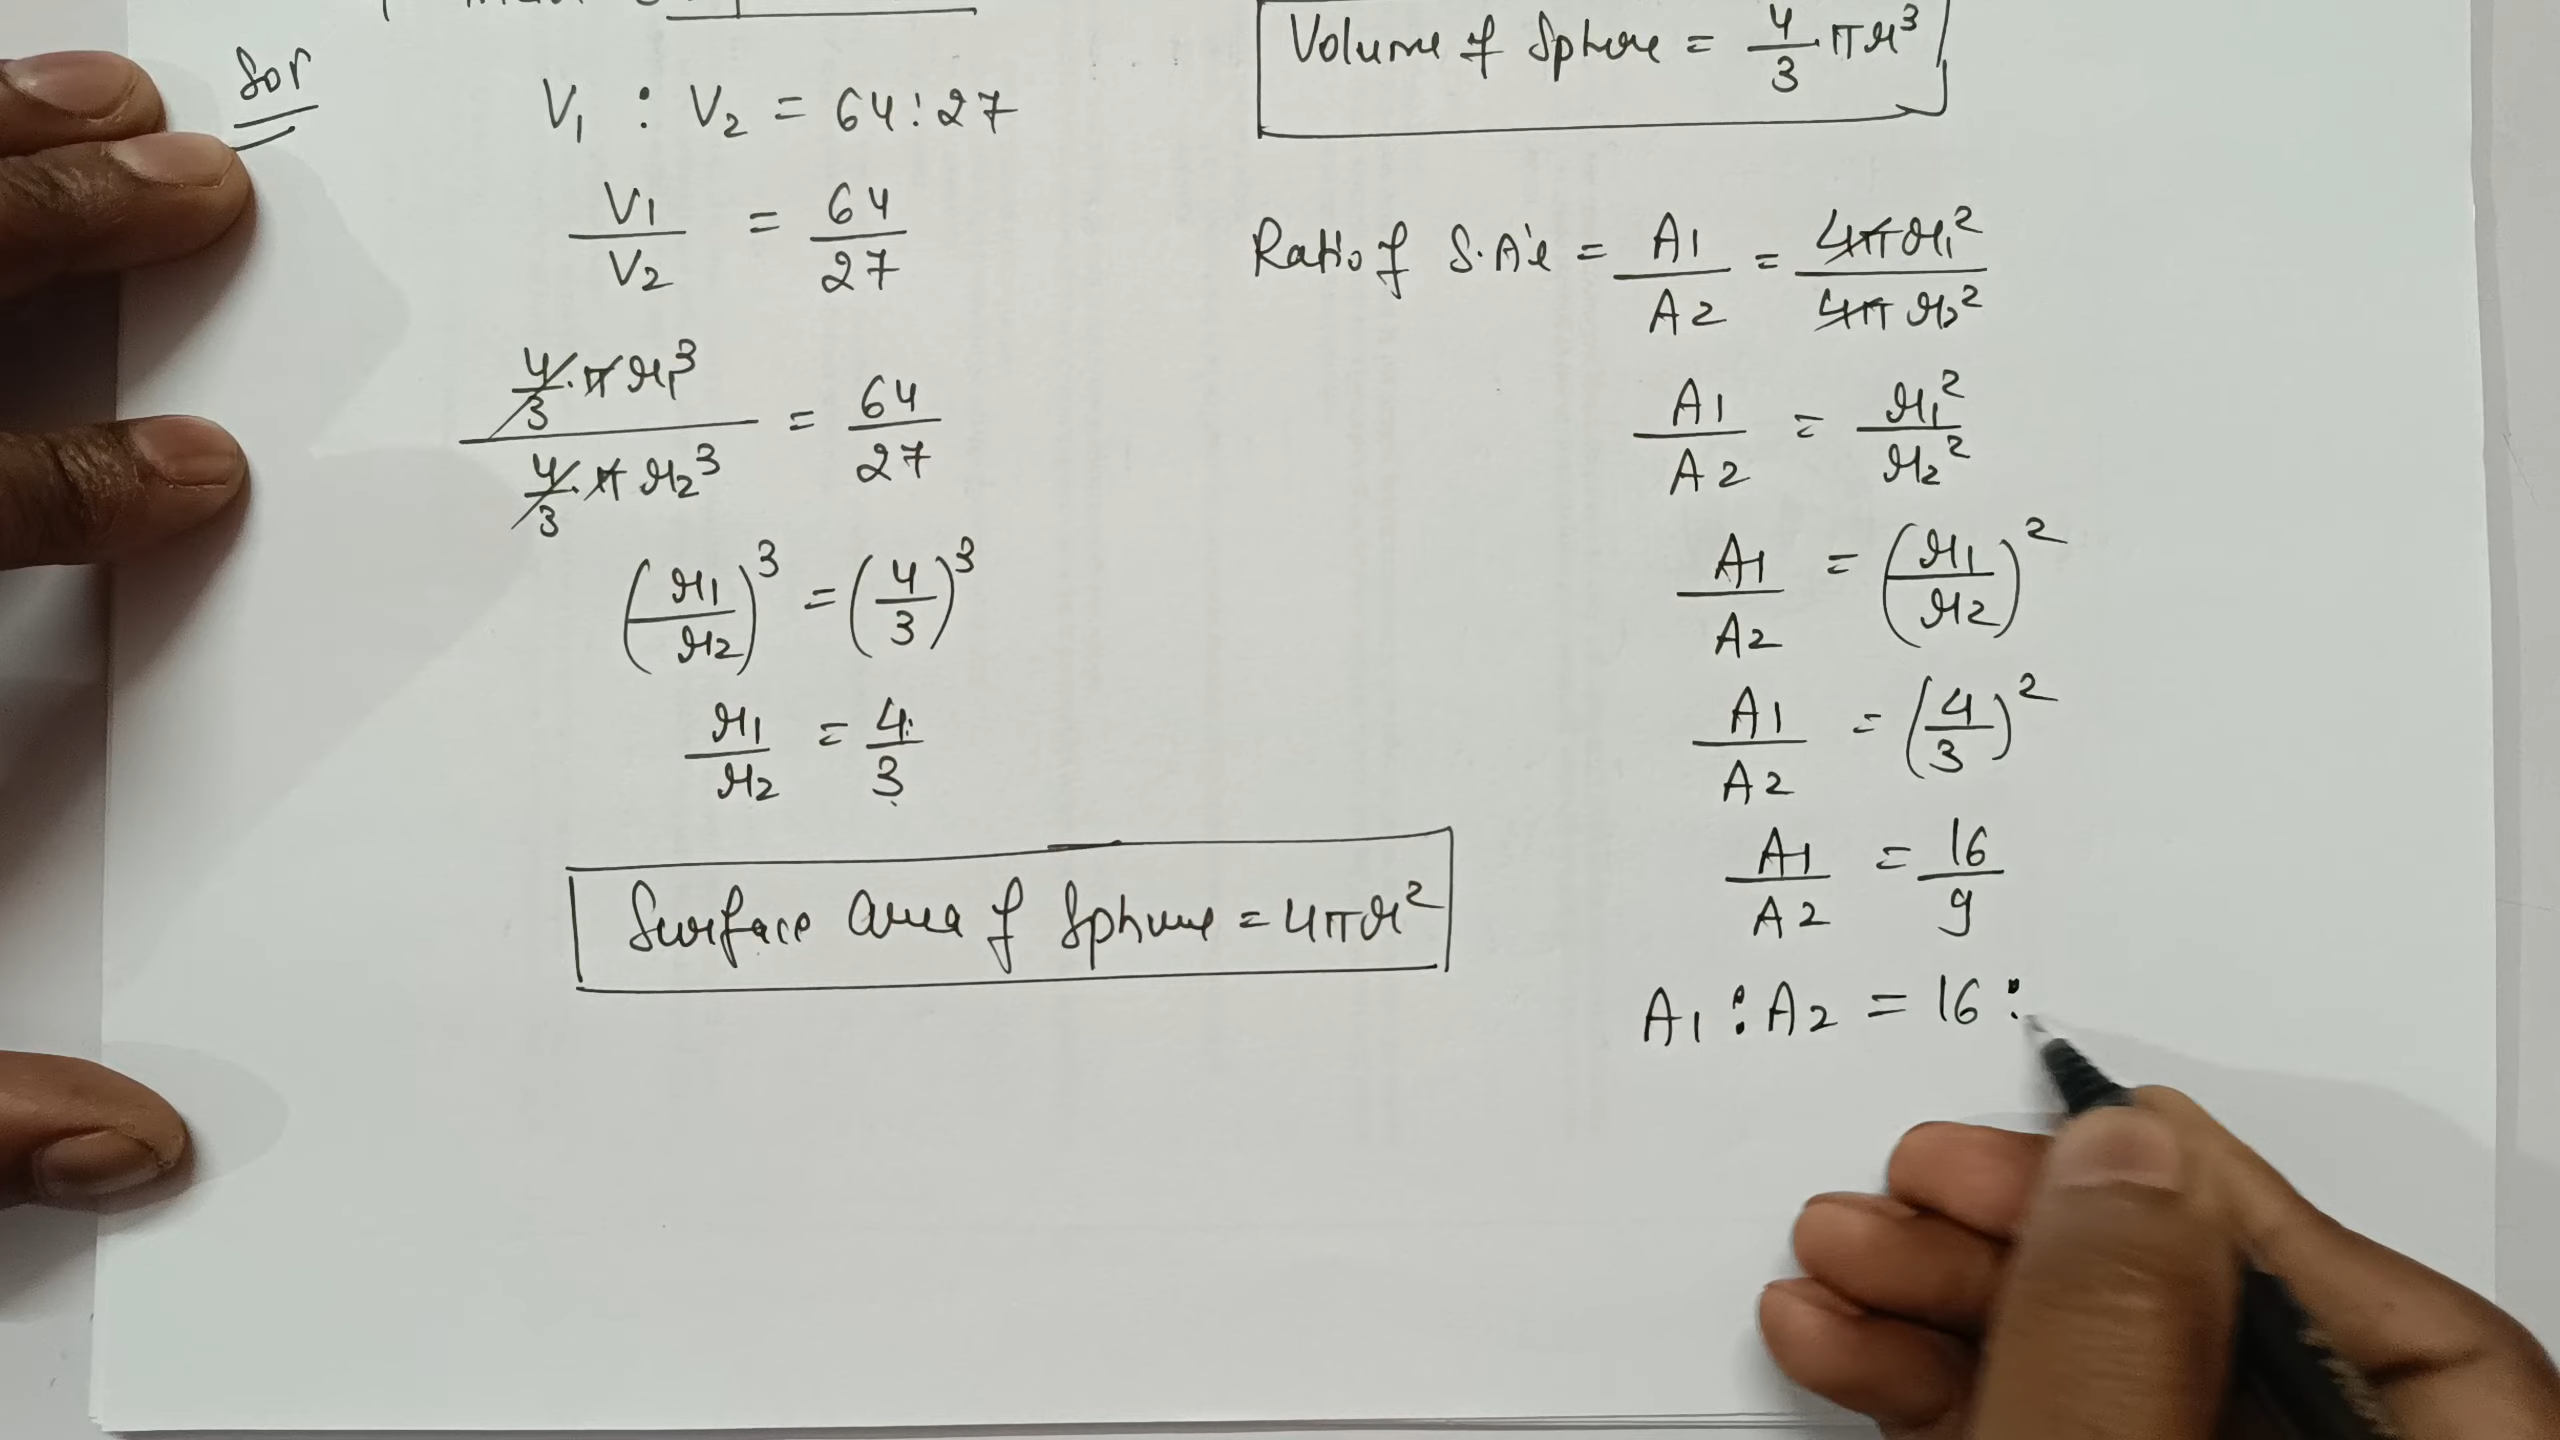 Sol
V1 : V2 = 64:27
V1/V2 = 64/27
4/3·πr1³ / 4/3·πr2³ = 64/27
(r1/r2)³ = (4/3)³
r1/r2 = 4/3
Surface area of Sphere = 4πr²
Volume of Sphere = 4/3·πr³
Ratio of S.A's = A1/A2 = 4πr1²/4πr2²
A1/A2 = r1²/r2²
A1/A2 = (r1/r2)²
A1/A2 = (4/3)²
A1/A2 = 16/9
A1 : A2 = 16 :